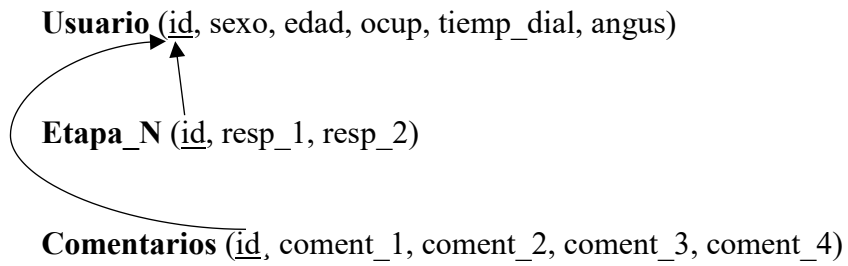 Usuario (id, sexo, edad, ocup, tiemp_dial, angus)
Etapa_N (id, resp_1, resp_2)
Comentarios (id, coment_1, coment_2, coment_3, coment_4)